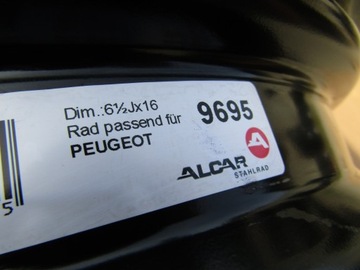 Dim.:6½Jx16
Rad passend für
PEUGEOT
9695
ALCAR
STAHLRAD
5